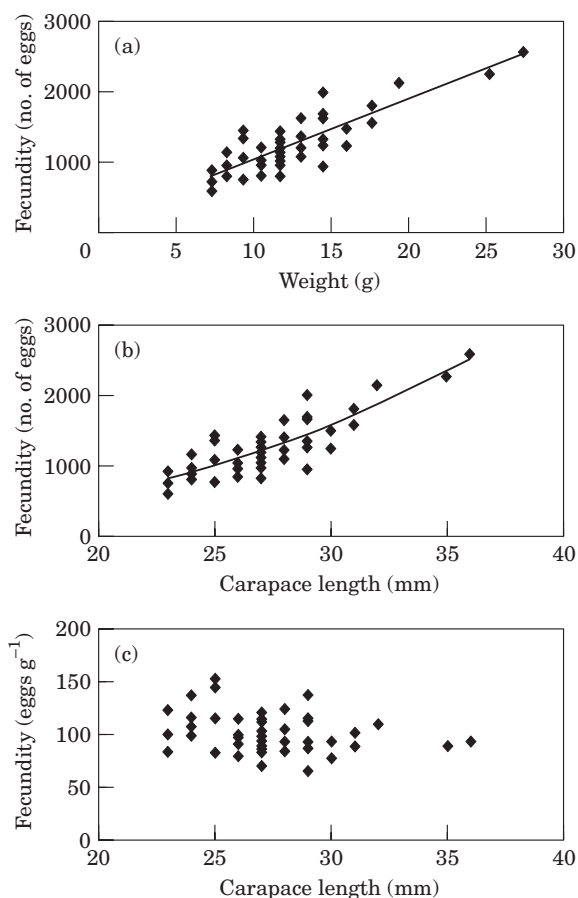 (a)
Fecundity (no. of eggs)
3000
2000
1000
0 5 10 15 20 25 30
Weight (g)
(b)
Fecundity (no. of eggs)
3000
2000
1000
0
20 25 30 35 40
Carapace length (mm)
(c)
Fecundity (eggs g⁻¹)
200
150
100
50
0
20 25 30 35 40
Carapace length (mm)